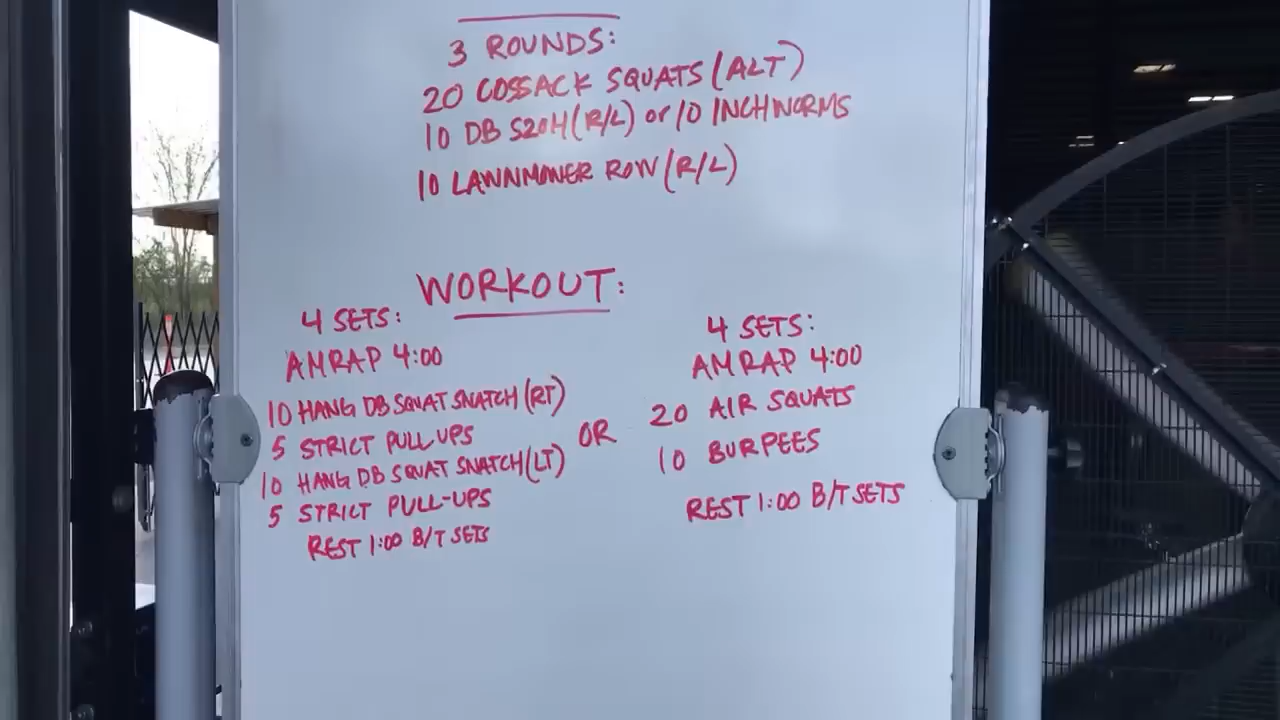 3 ROUNDS:
20 COSSACK SQUATS (ALT)
10 DB S2OH (R/L) or 10 INCHWORMS
10 LAWNMOWER ROW (R/L)
WORKOUT:
4 SETS:
AMRAP 4:00
10 HANG DB SQUAT SNATCH (RT)
5 STRICT PULL-UPS
10 HANG DB SQUAT SNATCH (LT)
5 STRICT PULL-UPS
REST 1:00 B/T SETS
OR
4 SETS:
AMRAP 4:00
20 AIR SQUATS
10 BURPEES
REST 1:00 B/T SETS